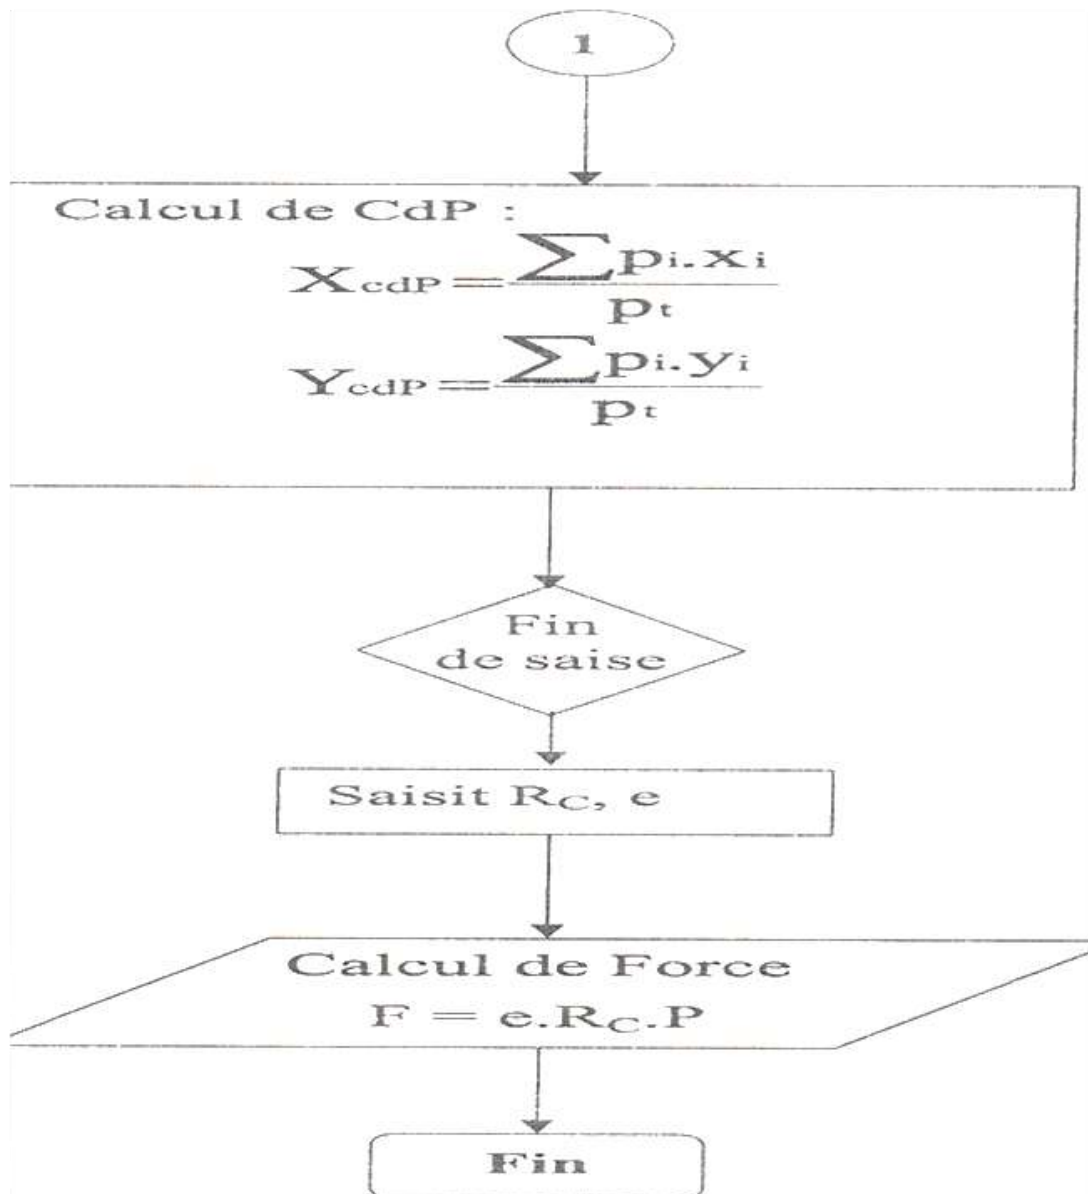 1
Calcul de CdP :
XcdP = ∑pi.xi / pt
YcdP = ∑pi.yi / pt
Fin
de saise
Saisit RC, e
Calcul de Force
F = e.RC.P
Fin